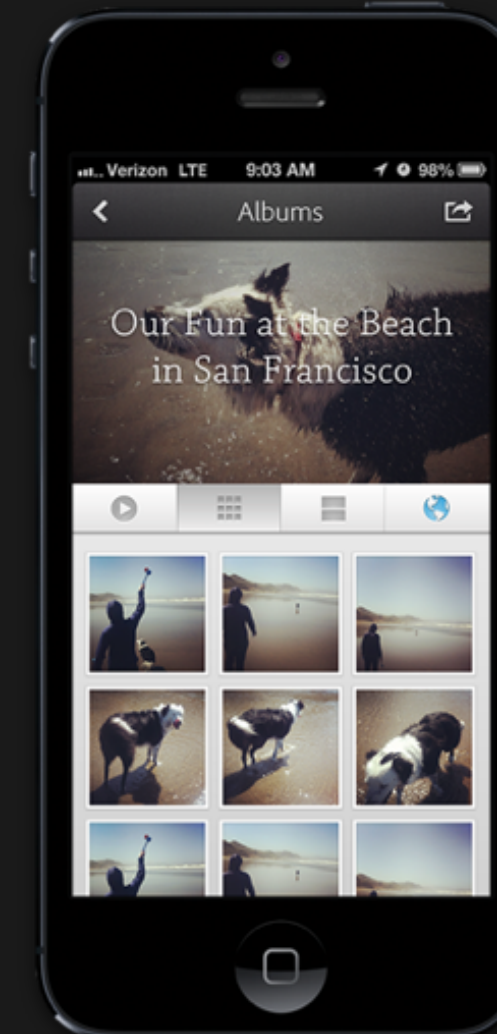 Verizon LTE 9:03 AM 98%
Albums
Our Fun at the Beach
in San Francisco